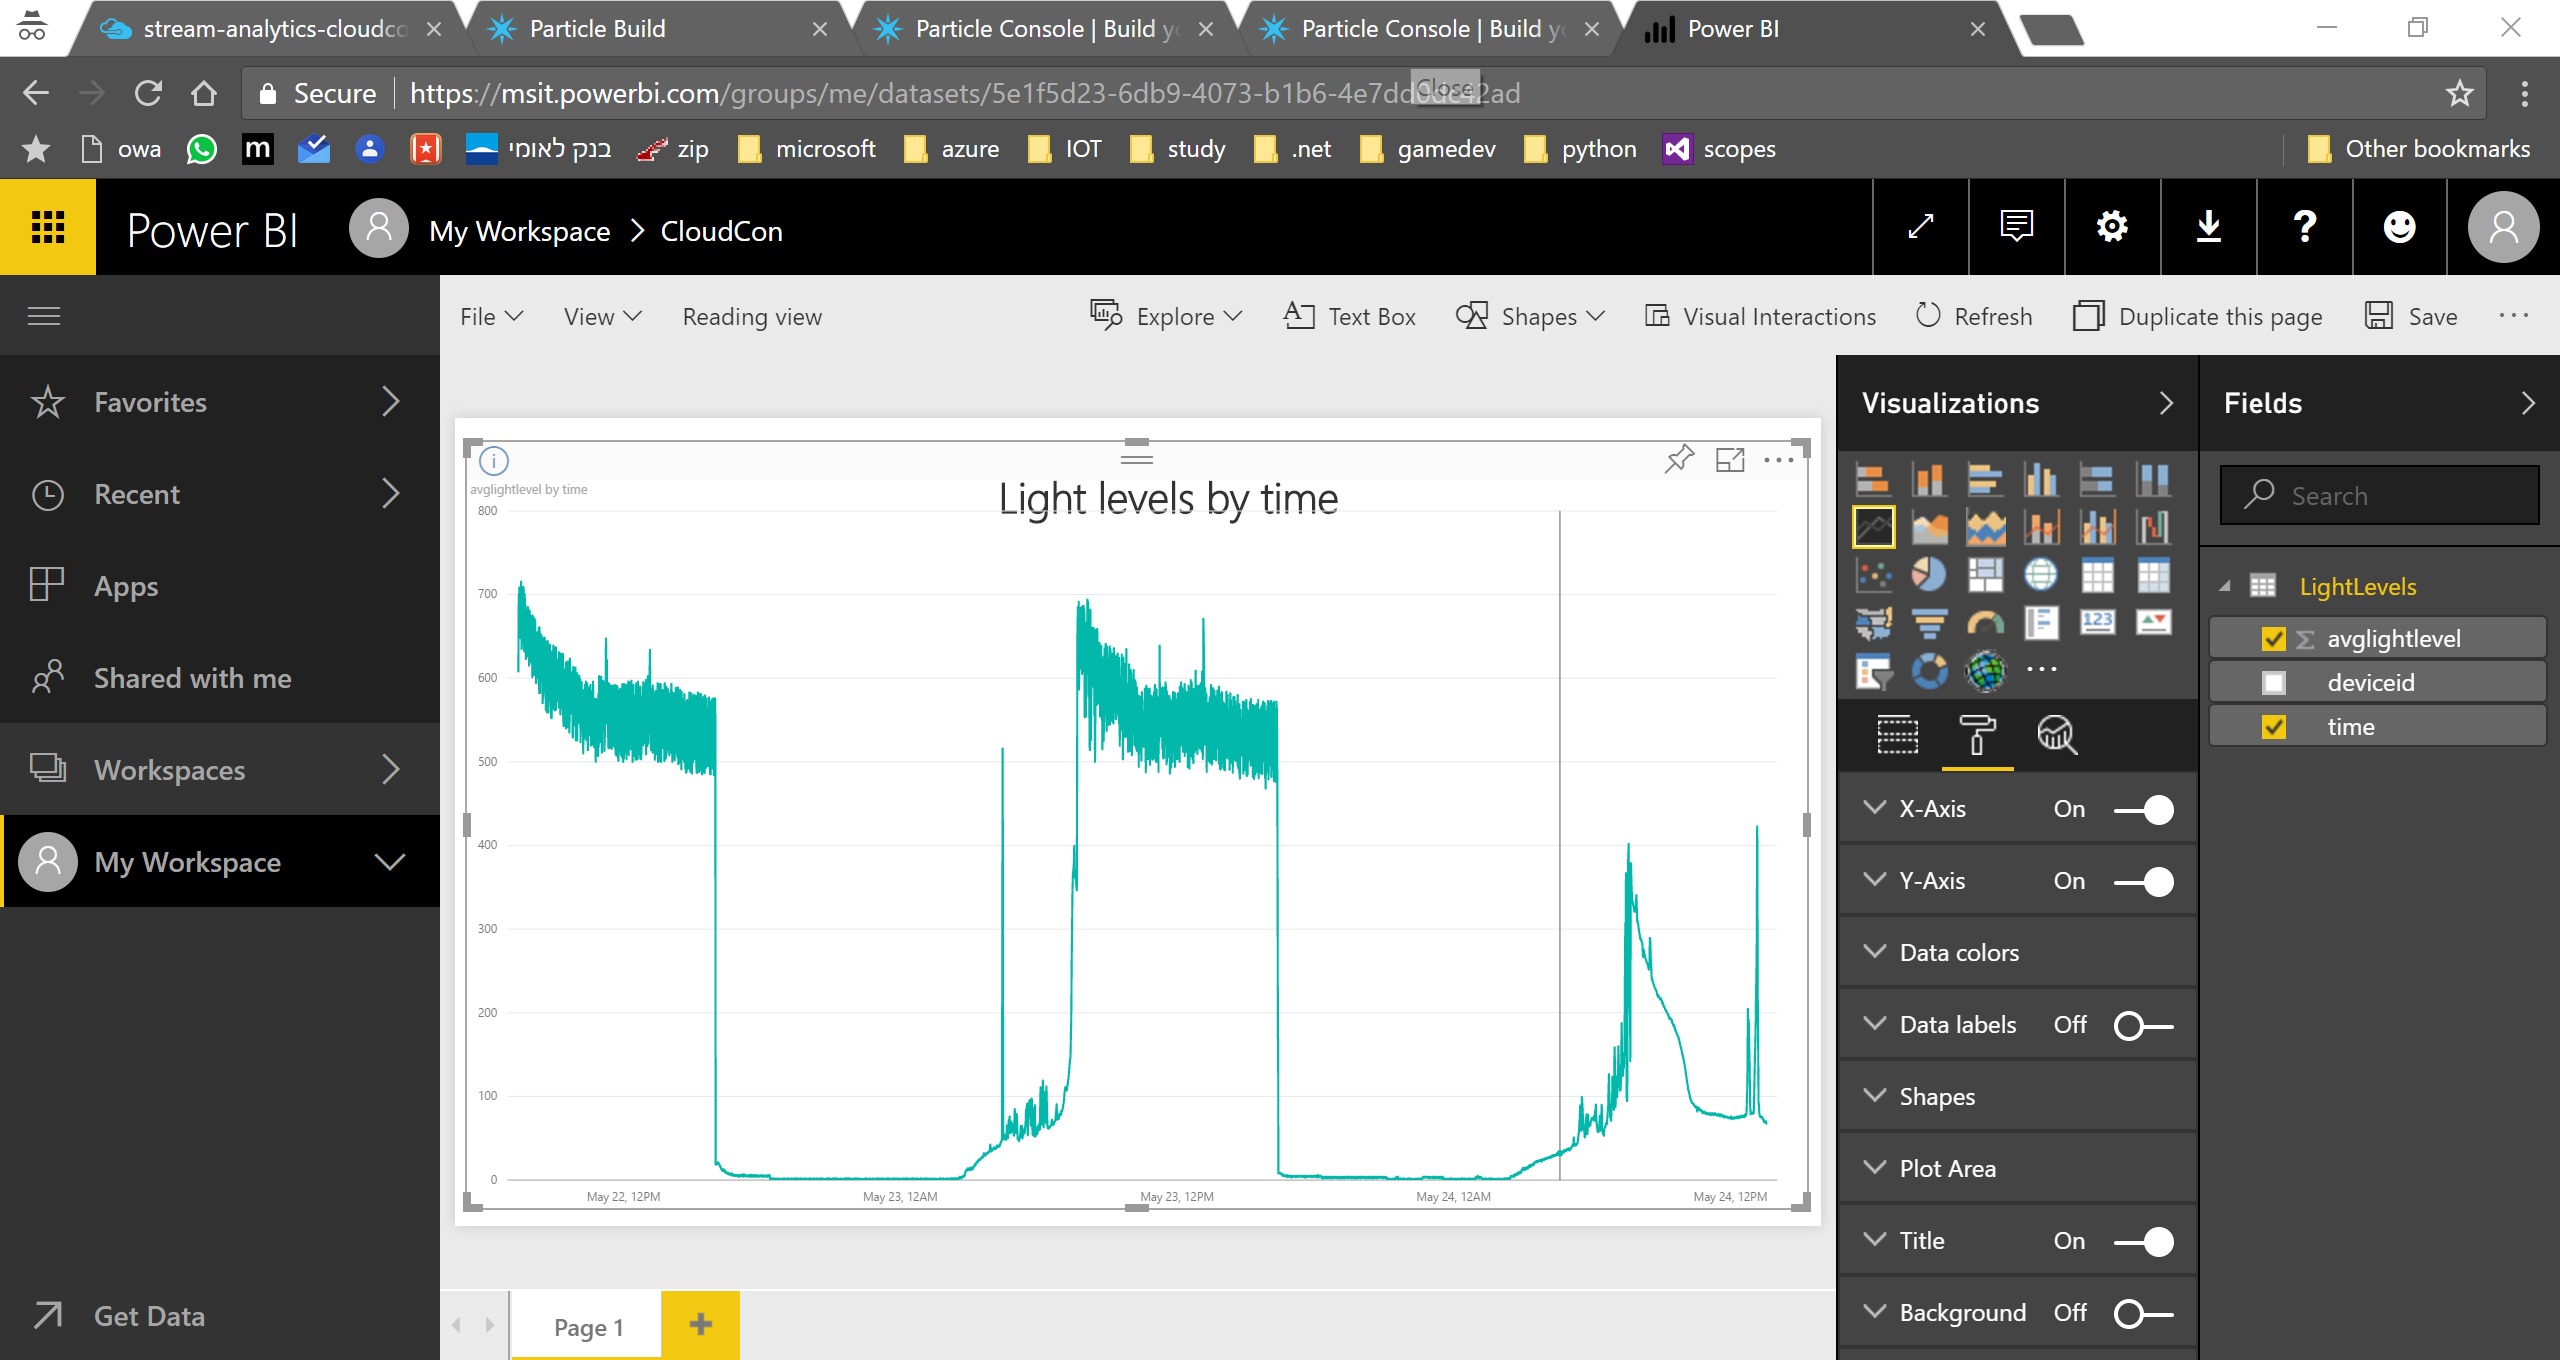 stream-analytics-cloudco
Particle Build
Particle Console | Build yo
Particle Console | Build yo
Power BI
Secure
https://msit.powerbi.com/groups/me/datasets/5e1f5d23-6db9-4073-b1b6-4e7dd0dc42ad
Close
owa
m
בנק לאומי
zip
microsoft
azure
IOT
study
.net
gamedev
python
scopes
Other bookmarks
Power BI
My Workspace > CloudCon
File
View
Reading view
Explore
Text Box
Shapes
Visual Interactions
Refresh
Duplicate this page
Save
Favorites
Recent
Apps
Shared with me
Workspaces
My Workspace
Get Data
avglightlevel by time
Light levels by time
800
700
600
500
400
300
200
100
0
May 22, 12PM
May 23, 12AM
May 23, 12PM
May 24, 12AM
May 24, 12PM
Page 1
Visualizations
123
X-Axis On
Y-Axis On
Data colors
Data labels Off
Shapes
Plot Area
Title On
Background Off
Fields
Search
LightLevels
avglightlevel
deviceid
time